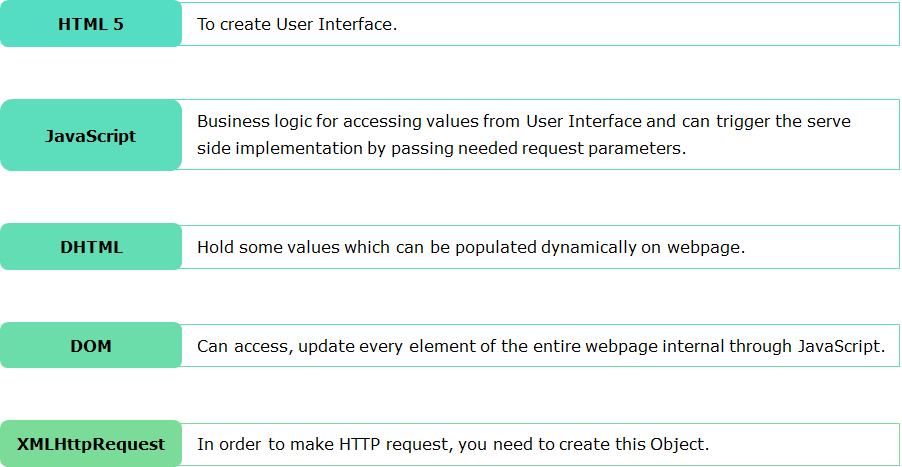 HTML 5
To create User Interface.
JavaScript
Business logic for accessing values from User Interface and can trigger the serve
side implementation by passing needed request parameters.
DHTML
Hold some values which can be populated dynamically on webpage.
DOM
Can access, update every element of the entire webpage internal through JavaScript.
XMLHttpRequest
In order to make HTTP request, you need to create this Object.